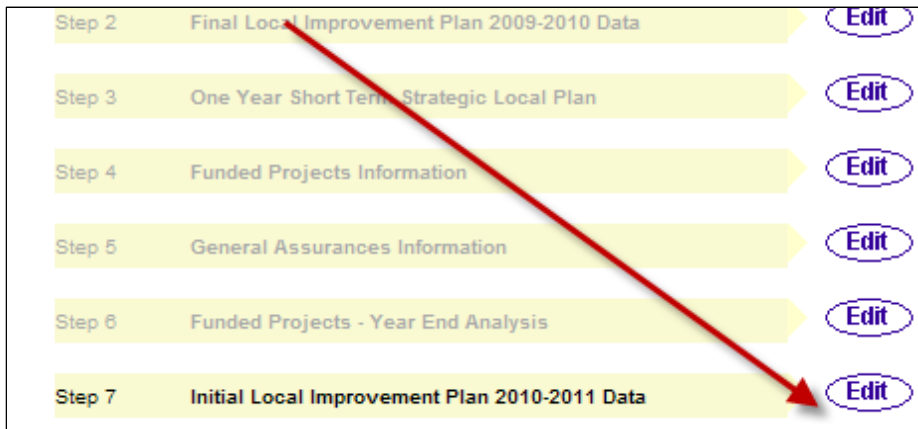 Step 2 Final Local Improvement Plan 2009-2010 Data Edit
Step 3 One Year Short Term Strategic Local Plan Edit
Step 4 Funded Projects Information Edit
Step 5 General Assurances Information Edit
Step 6 Funded Projects - Year End Analysis Edit
Step 7 Initial Local Improvement Plan 2010-2011 Data Edit